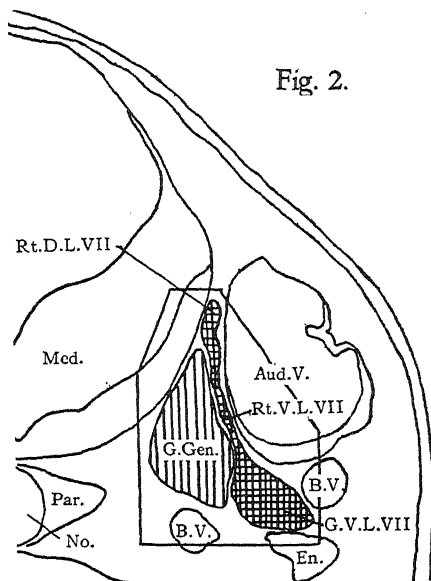 Fig. 2.
Rt.D.L.VII
Med.
Aud.V.
Rt.V.L.VII
G.Gen.
B.V.
Par.
G.V.L.VII
B.V.
No.
En.